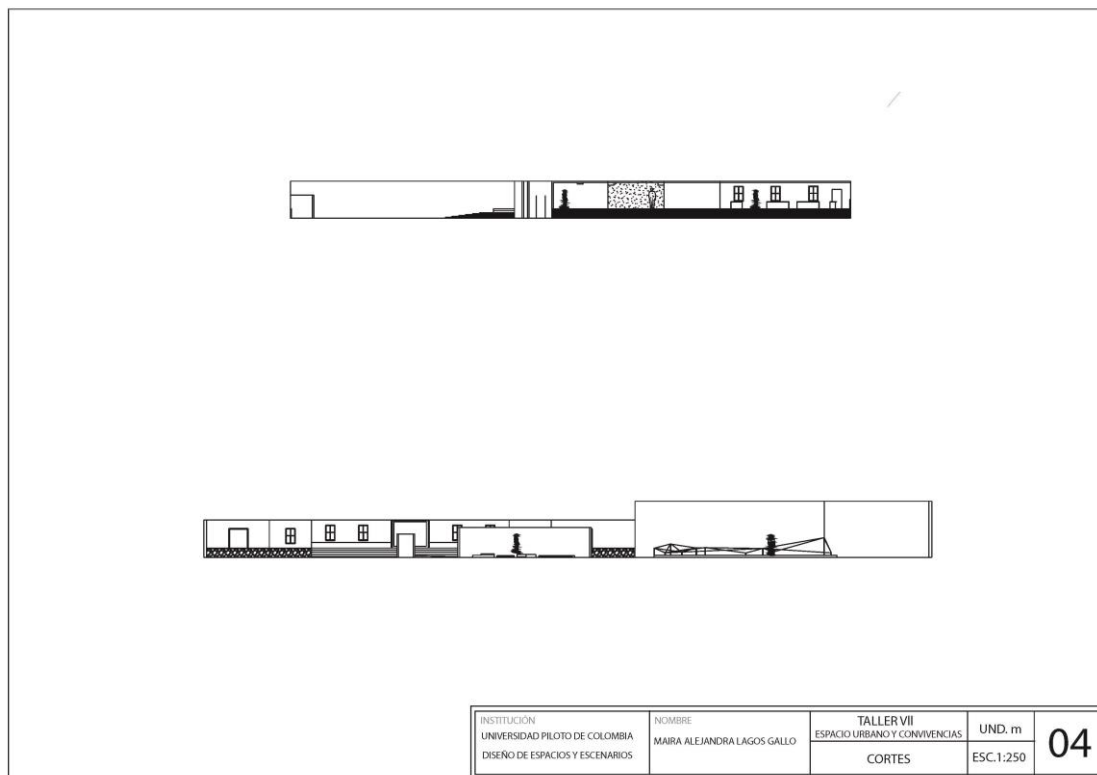 INSTITUCIÓN
UNIVERSIDAD PILOTO DE COLOMBIA
DISEÑO DE ESPACIOS Y ESCENARIOS
NOMBRE
MAIRA ALEJANDRA LAGOS GALLO
TALLER VII
ESPACIO URBANO Y CONVIVENCIAS
CORTES
UND. m
ESC.1:250
04